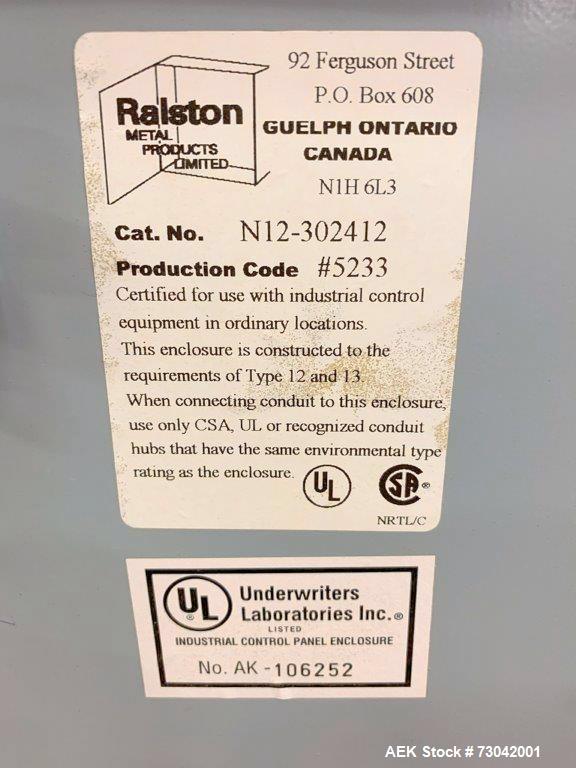 Ralston
METAL
PRODUCTS
LIMITED
92 Ferguson Street
P.O. Box 608
GUELPH ONTARIO
CANADA
N1H 6L3
Cat. No. N12-302412
Production Code #5233
Certified for use with industrial control
equipment in ordinary locations.
This enclosure is constructed to the
requirements of Type 12 and 13.
When connecting conduit to this enclosure,
use only CSA, UL or recognized conduit
hubs that have the same environmental type
rating as the enclosure.
UL ®
SA ®
NRTL/C
UL ®
Underwriters
Laboratories Inc.®
LISTED
INDUSTRIAL CONTROL PANEL ENCLOSURE
No. AK-106252
AEK Stock # 73042001